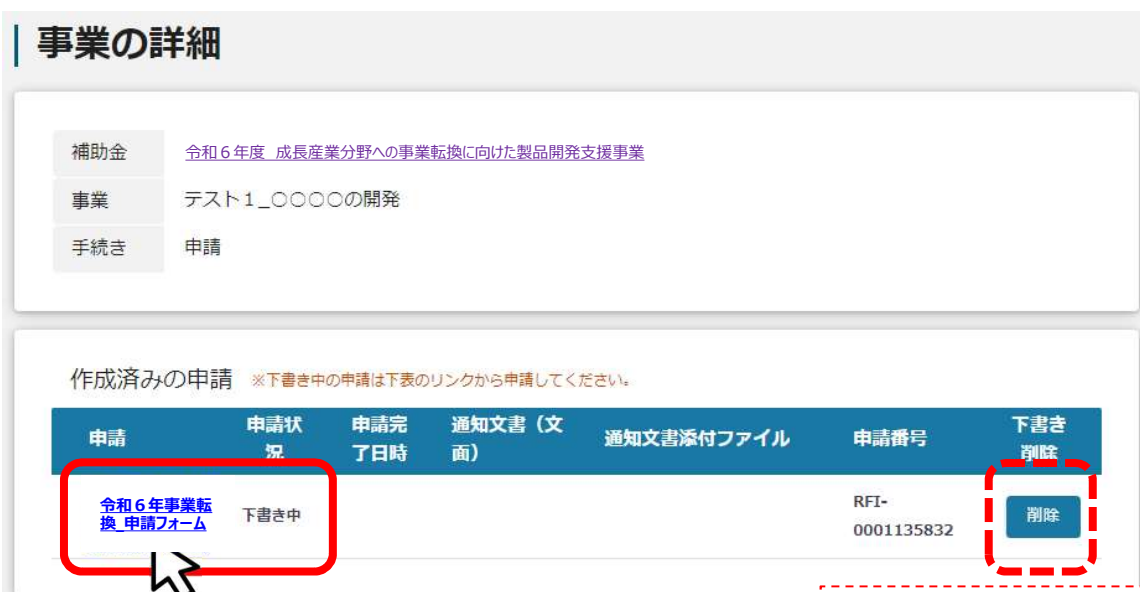 事業の詳細
補助金 令和６年度 成長産業分野への事業転換に向けた製品開発支援事業
事業 テスト１_○○○○の開発
手続き 申請
作成済みの申請 ※下書き中の申請は下表のリンクから申請してください。
申請 申請状況 申請完了日時 通知文書（文面） 通知文書添付ファイル 申請番号 下書き削除
令和６年事業転
換_申請フォーム
下書き中
RFI-
0001135832
削除